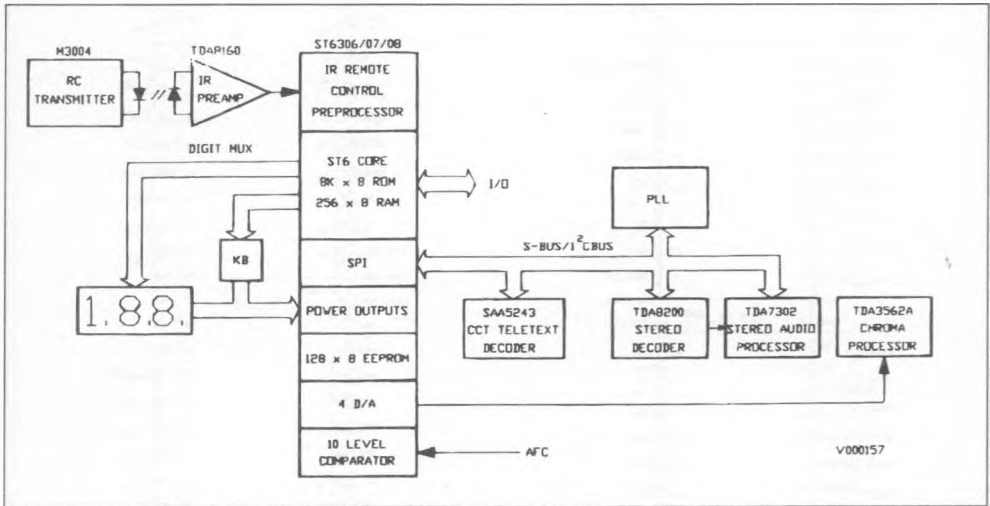 M3004
RC
TRANSMITTER
TDA8160
IR
PREAMP
ST6306/07/08
IR REMOTE
CONTROL
PREPROCESSOR
DIGIT MUX
ST6 CORE
8K x 8 ROM
256 x 8 RAM
I/O
KB
SPI
S-BUS/I²CBUS
PLL
1.8.8.
POWER OUTPUTS
SAA5243
CCT TELETEXT
DECODER
TDA8200
STEREO
DECODER
TDA7302
STEREO AUDIO
PROCESSOR
TDA3562A
CHROMA
PROCESSOR
128 x 8 EEPROM
4 D/A
10 LEVEL
COMPARATOR
AFC
V000157